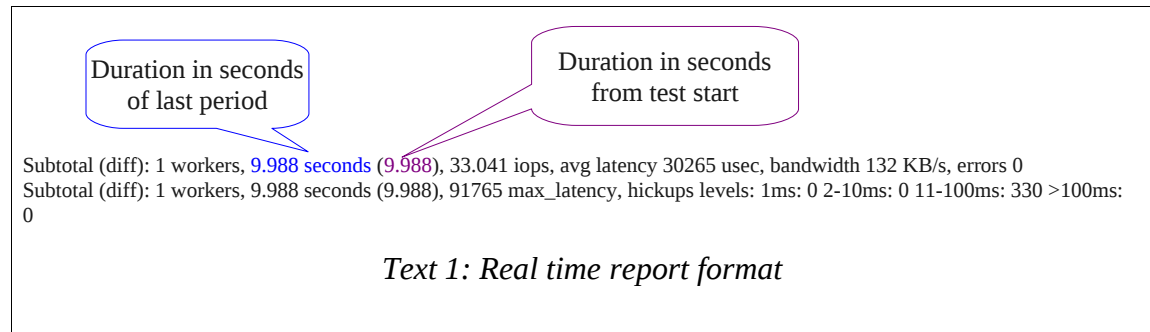 Duration in seconds
of last period
Duration in seconds
from test start
Subtotal (diff): 1 workers, 9.988 seconds (9.988), 33.041 iops, avg latency 30265 usec, bandwidth 132 KB/s, errors 0
Subtotal (diff): 1 workers, 9.988 seconds (9.988), 91765 max_latency, hickups levels: 1ms: 0 2-10ms: 0 11-100ms: 330 >100ms:
0
Text 1: Real time report format